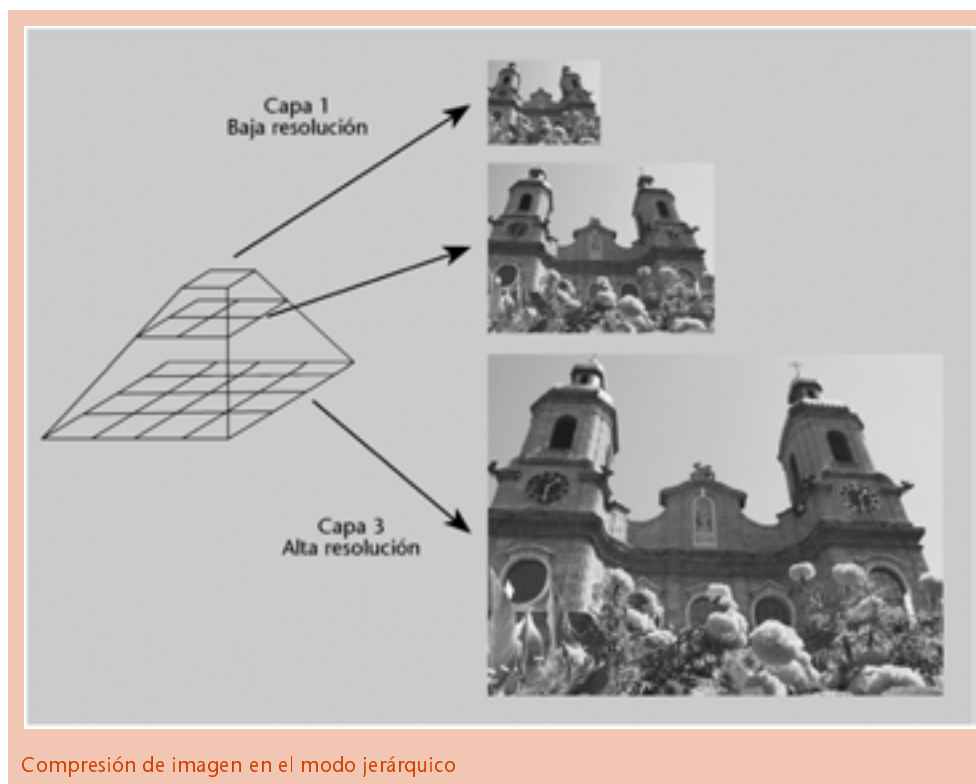 Capa 1
Baja resolución
Capa 3
Alta resolución
Compresión de imagen en el modo jerárquico